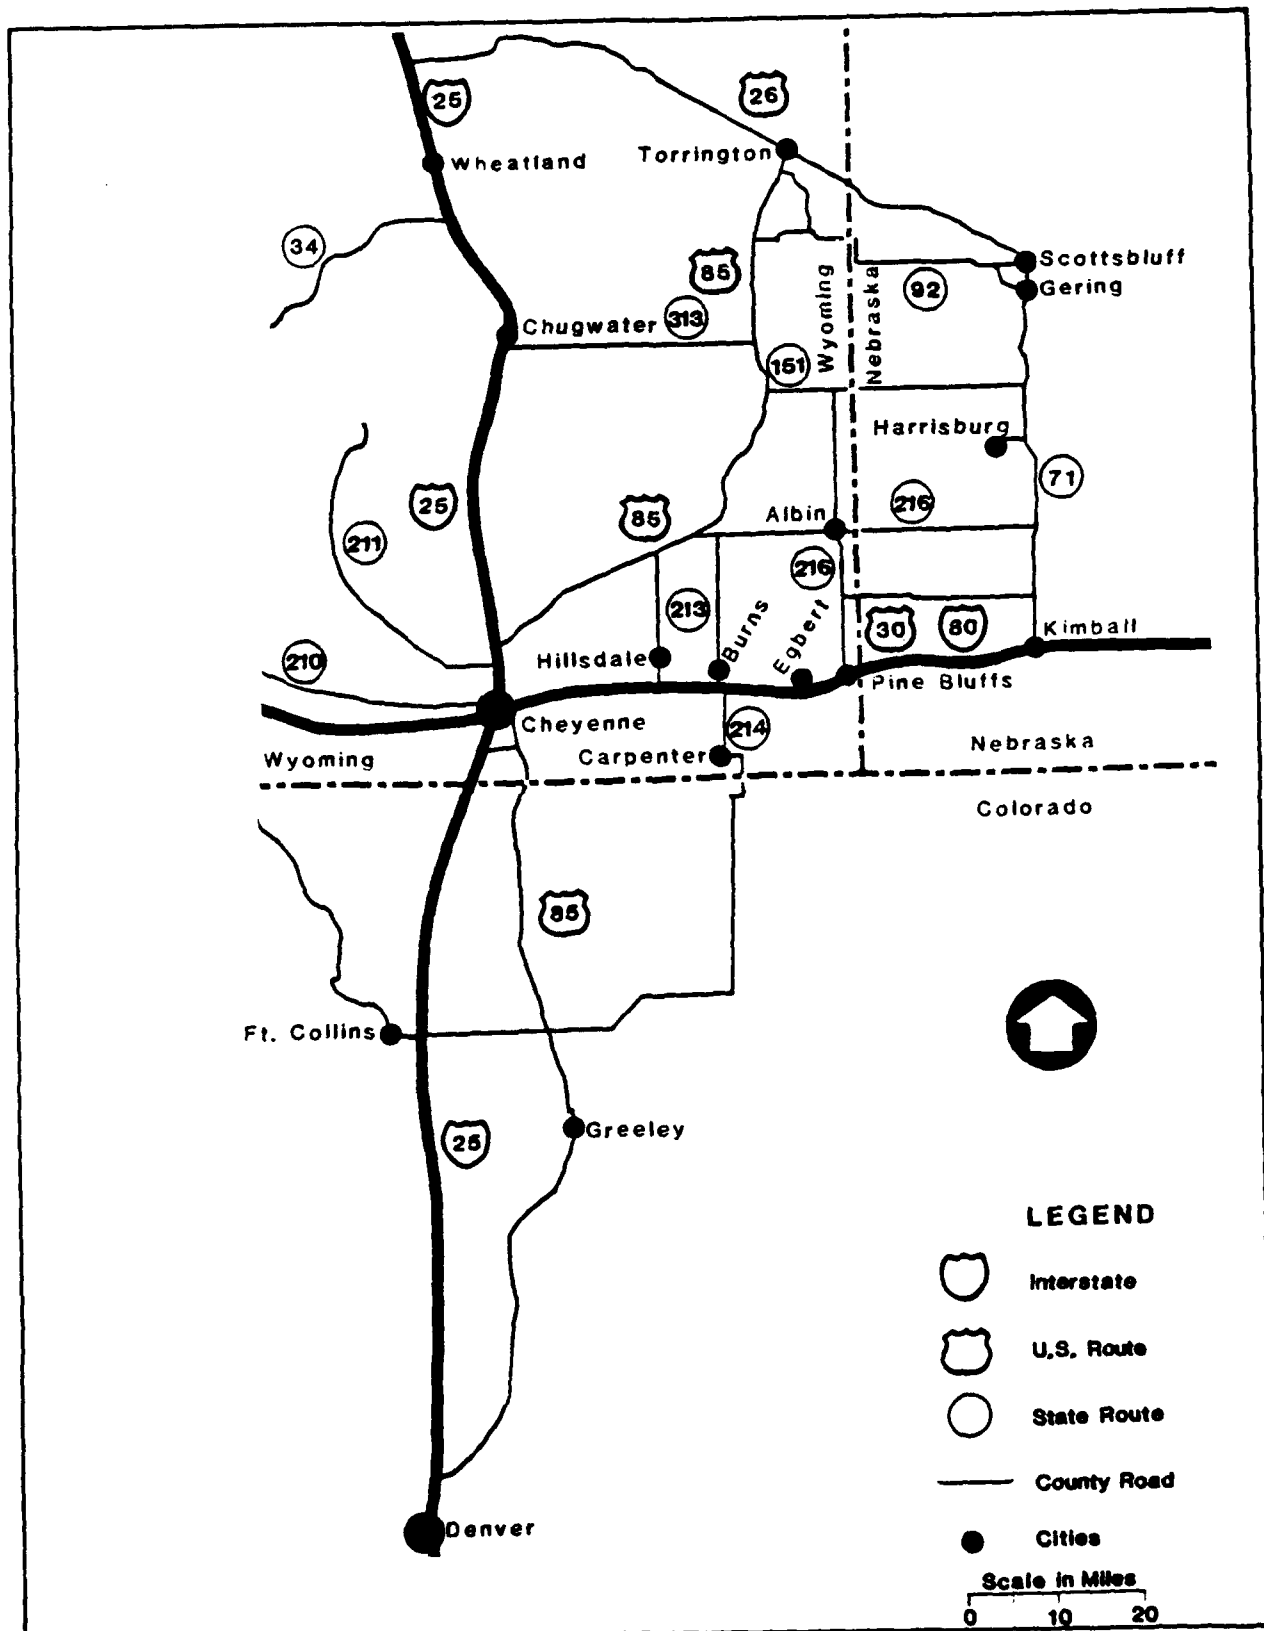 25
26
Wheatland
Torrington
34
85
Scottsbluff
92
Gering
Wyoming
Nebraska
Chugwater
313
151
Harrisburg
71
25
85
Albin
216
211
216
213
Burns
Egbert
30
80
Kimball
210
Hillsdale
Pine Bluffs
Cheyenne
214
Wyoming
Carpenter
Nebraska
Colorado
85
Ft. Collins
25
Greeley
LEGEND
Interstate
U.S. Route
State Route
County Road
Denver
Cities
Scale in Miles
0 10 20